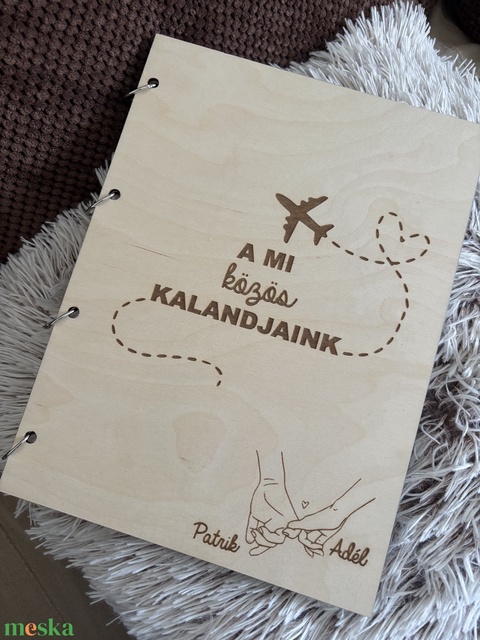 A MI
közös
KALANDJAINK
Patrik
Adél
meska